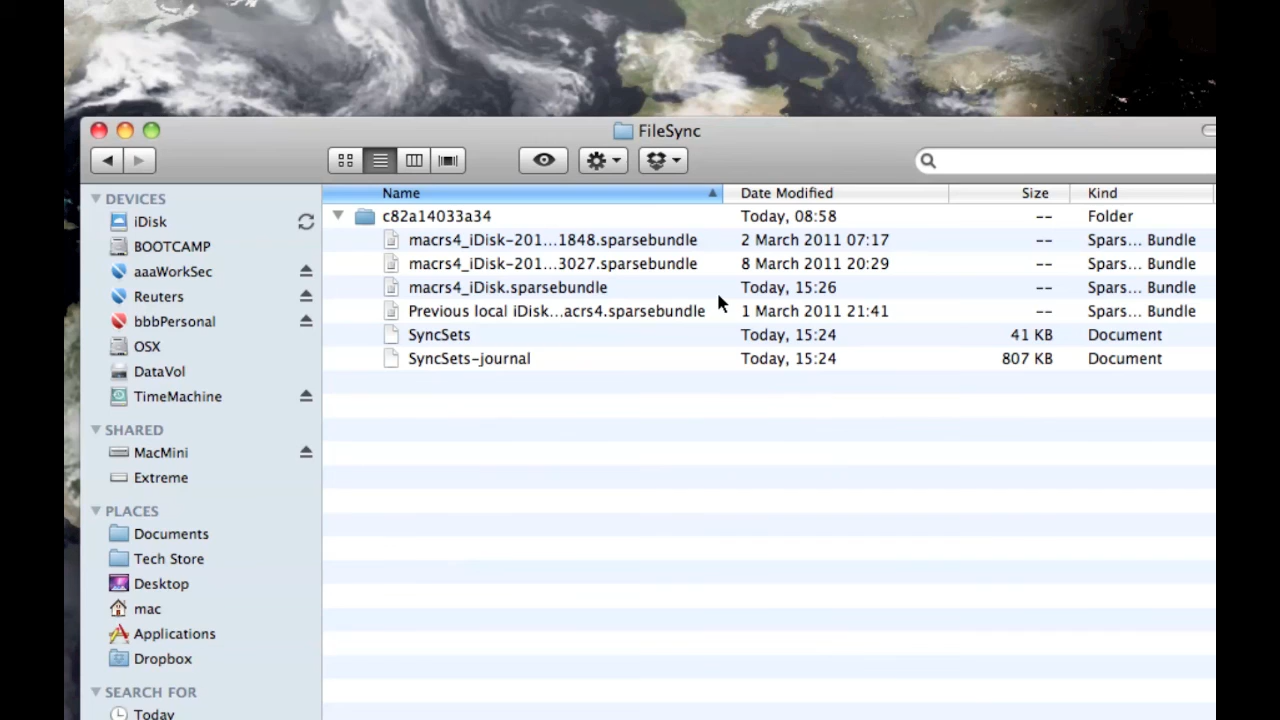 FileSync
DEVICES
iDisk
BOOTCAMP
aaaWorkSec
Reuters
bbbPersonal
OSX
DataVol
TimeMachine
SHARED
MacMini
Extreme
PLACES
Documents
Tech Store
Desktop
mac
Applications
Dropbox
SEARCH FOR
Today
Name Date Modified Size Kind
c82a14033a34 Today, 08:58 -- Folder
macrs4_iDisk-201...1848.sparsebundle 2 March 2011 07:17 -- Spars... Bundle
macrs4_iDisk-201...3027.sparsebundle 8 March 2011 20:29 -- Spars... Bundle
macrs4_iDisk.sparsebundle Today, 15:26 -- Spars... Bundle
Previous local iDisk...acrs4.sparsebundle 1 March 2011 21:41 -- Spars... Bundle
SyncSets Today, 15:24 41 KB Document
SyncSets-journal Today, 15:24 807 KB Document